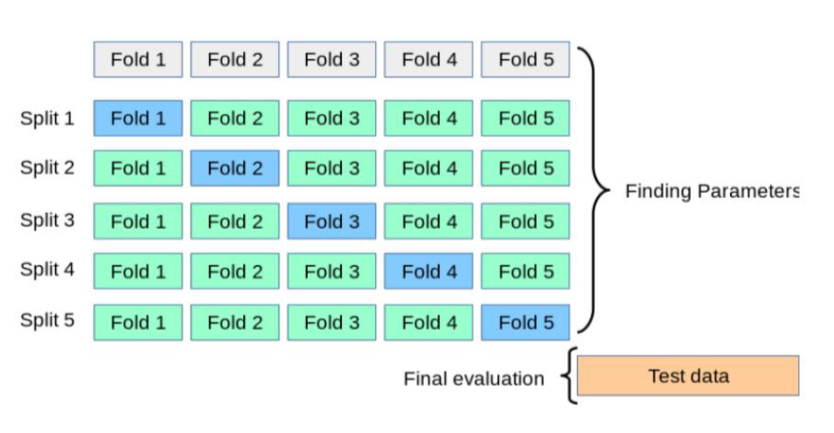 Fold 1 Fold 2 Fold 3 Fold 4 Fold 5
Split 1 Fold 1 Fold 2 Fold 3 Fold 4 Fold 5
Split 2 Fold 1 Fold 2 Fold 3 Fold 4 Fold 5
Finding Parameters
Split 3 Fold 1 Fold 2 Fold 3 Fold 4 Fold 5
Split 4 Fold 1 Fold 2 Fold 3 Fold 4 Fold 5
Split 5 Fold 1 Fold 2 Fold 3 Fold 4 Fold 5
Final evaluation Test data